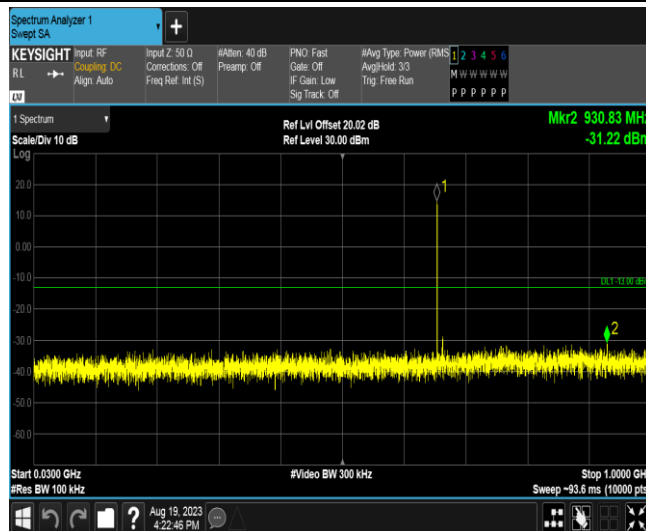 Spectrum Analyzer 1
Swept SA
+
KEYSIGHT
RL
LXI
Input: RF
Coupling: DC
Align: Auto
Input Z: 50 Ω
Corrections: Off
Freq Ref: Int (S)
#Atten: 40 dB
Preamp: Off
PNO: Fast
Gate: Off
IF Gain: Low
Sig Track: Off
#Avg Type: Power (RMS
Avg|Hold: 3/3
Trig: Free Run
1 2 3 4 5 6
M W W W W W
P P P P P P
1 Spectrum
Scale/Div 10 dB
Log
Ref Lvl Offset 20.02 dB
Ref Level 30.00 dBm
Mkr2 930.83 MHz
-31.22 dBm
20.0
10.0
0.00
-10.0
-20.0
-30.0
-40.0
-50.0
-60.0
1
DL1 -13.00 dBm
2
Start 0.0300 GHz
#Res BW 100 kHz
#Video BW 300 kHz
Stop 1.0000 GHz
Sweep ~93.6 ms (10000 pts)
?
Aug 19, 2023
4:22:46 PM